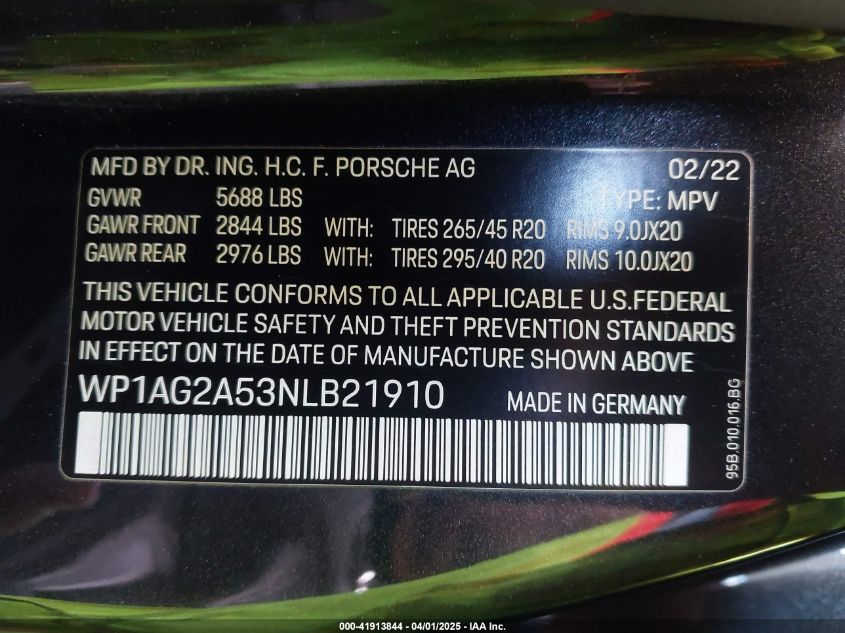 MFD BY DR. ING. H.C. F. PORSCHE AG 02/22
GVWR 5688 LBS TYPE: MPV
GAWR FRONT 2844 LBS WITH: TIRES 265/45 R20 RIMS 9.0JX20
GAWR REAR 2976 LBS WITH: TIRES 295/40 R20 RIMS 10.0JX20
THIS VEHICLE CONFORMS TO ALL APPLICABLE U.S.FEDERAL
MOTOR VEHICLE SAFETY AND THEFT PREVENTION STANDARDS
IN EFFECT ON THE DATE OF MANUFACTURE SHOWN ABOVE
WP1AG2A53NLB21910 MADE IN GERMANY
95B.010.016.BG
000-41913844 - 04/01/2025 - IAA Inc.